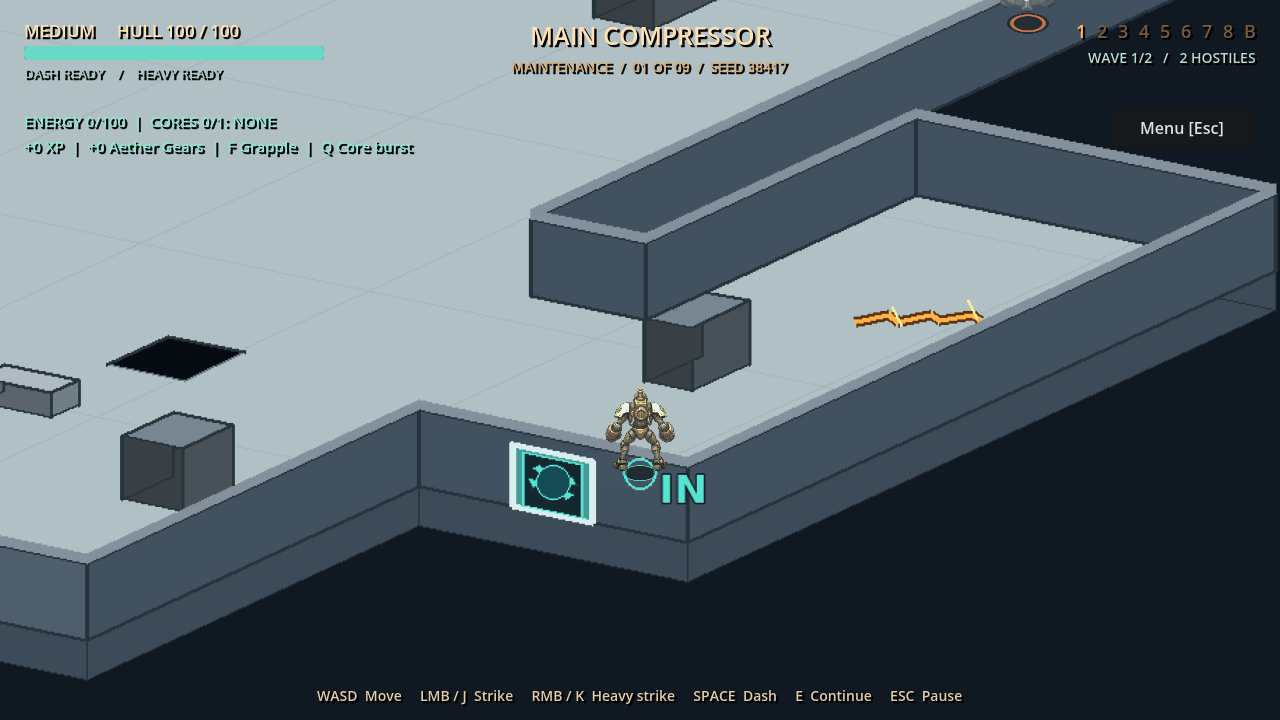 MEDIUM HULL 100 / 100
DASH READY / HEAVY READY
ENERGY 0/100 | CORES 0/1: NONE
+0 XP | +0 Aether Gears | F Grapple | Q Core burst
MAIN COMPRESSOR
MAINTENANCE / 01 OF 09 / SEED 38417
1 2 3 4 5 6 7 8 B
WAVE 1/2 / 2 HOSTILES
Menu [Esc]
IN
WASD Move LMB / J Strike RMB / K Heavy strike SPACE Dash E Continue ESC Pause